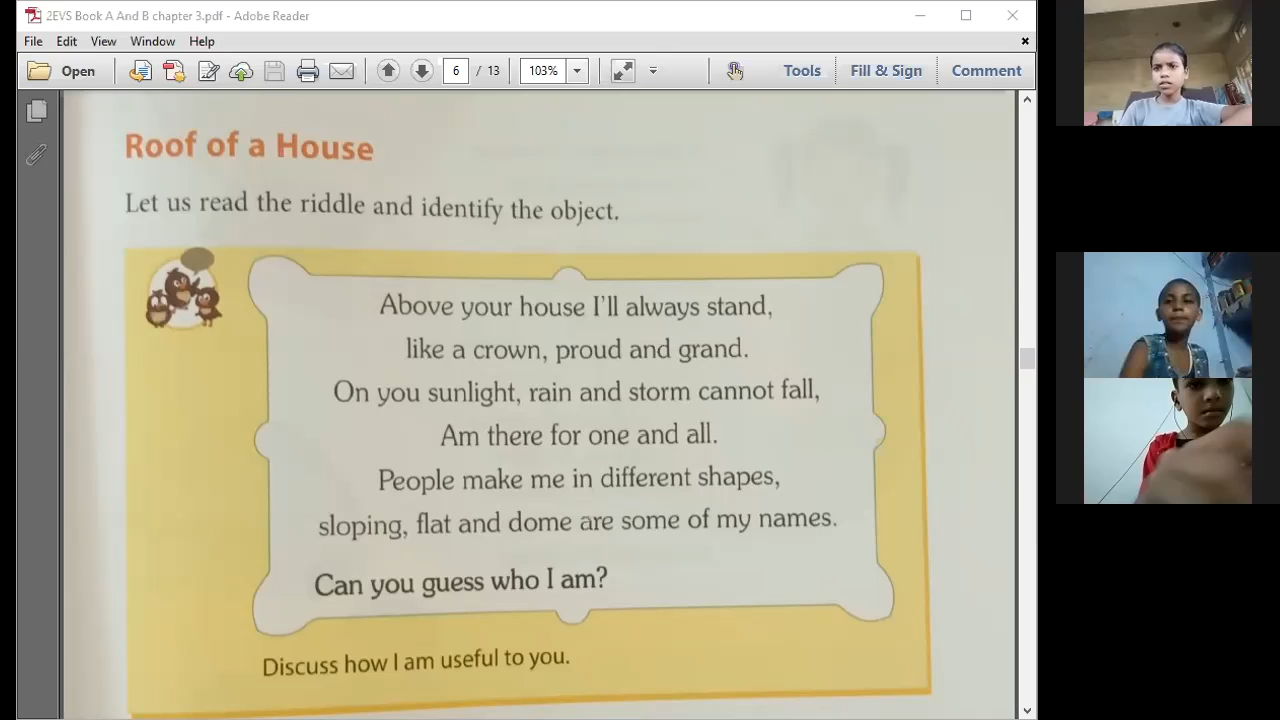 2EVS Book A And B chapter 3.pdf - Adobe Reader
File Edit View Window Help
Open 6 / 13 103% Tools Fill & Sign Comment
Roof of a House
Let us read the riddle and identify the object.
Above your house I'll always stand,
like a crown, proud and grand.
On you sunlight, rain and storm cannot fall,
Am there for one and all.
People make me in different shapes,
sloping, flat and dome are some of my names.
Can you guess who I am?
Discuss how I am useful to you.